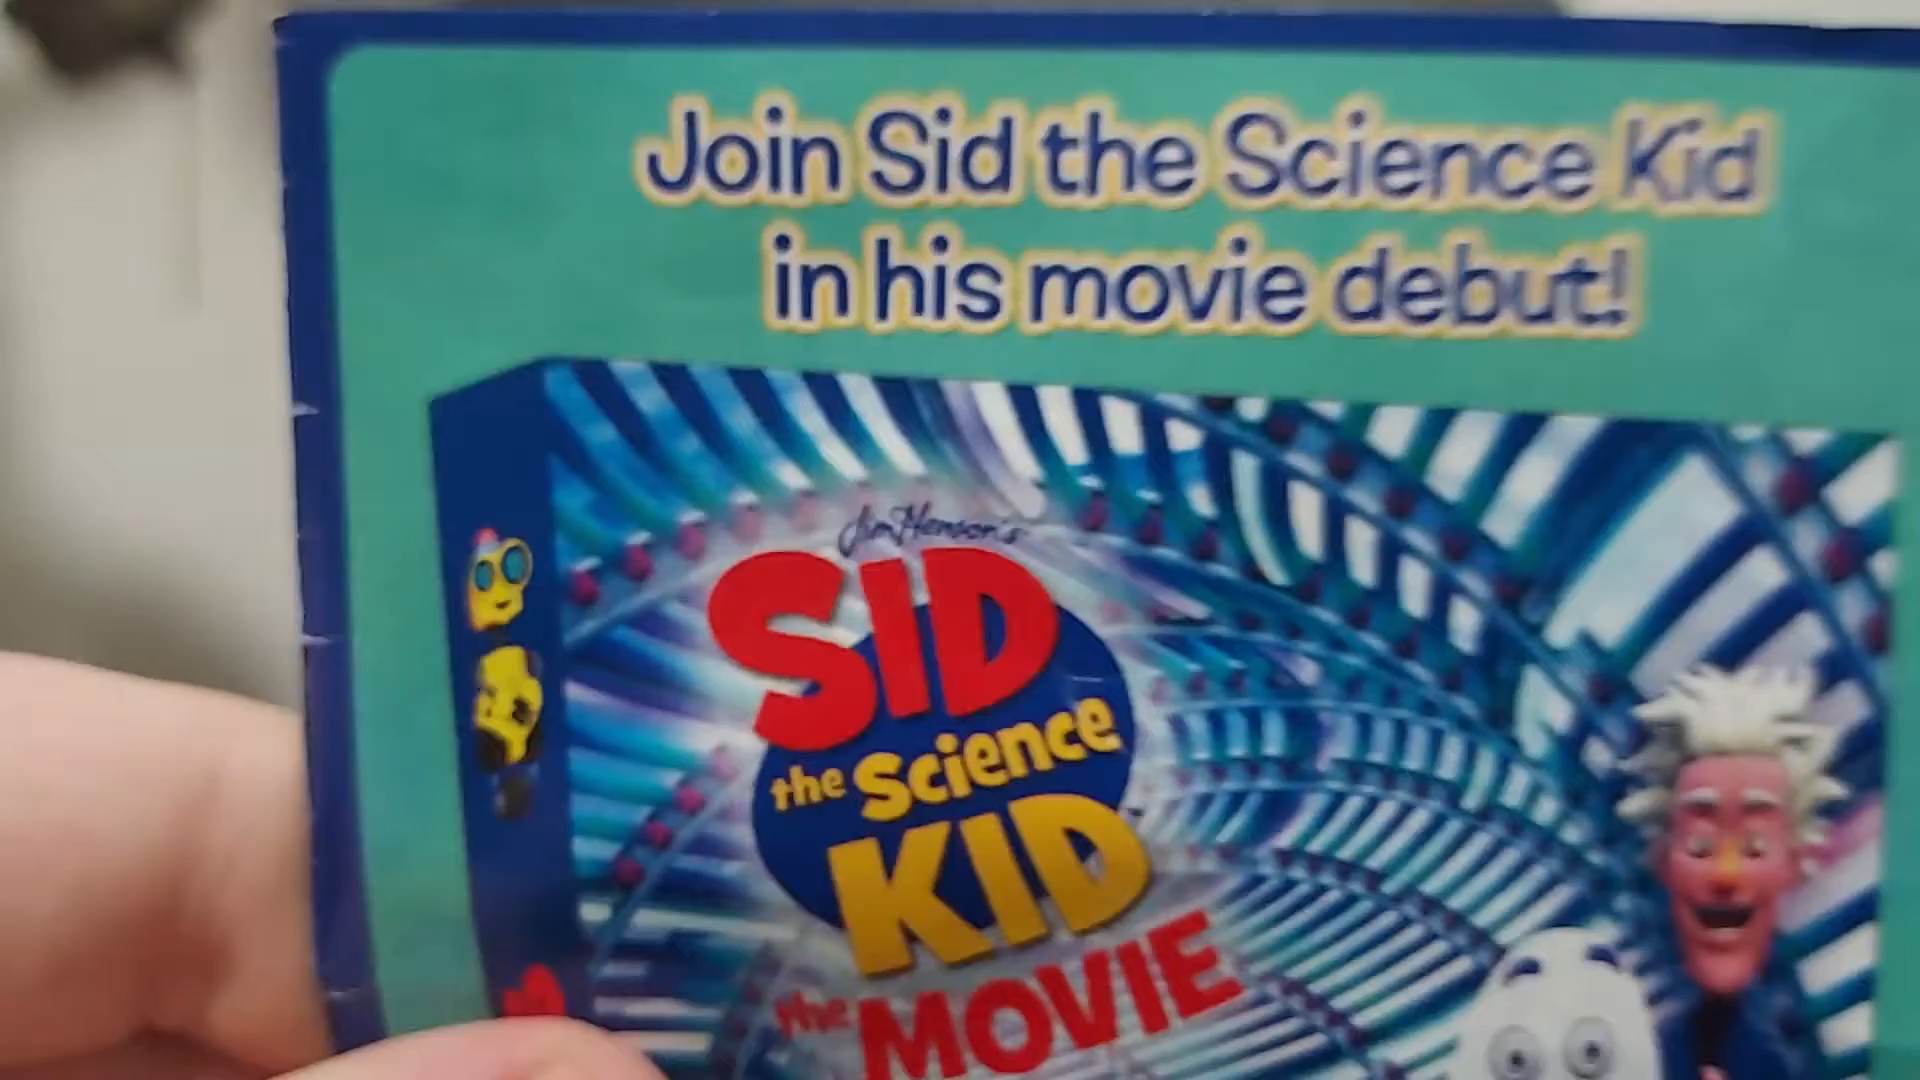 Join Sid the Science Kid
in his movie debut!
Jim Henson's
SID
the Science
KID
the MOVIE